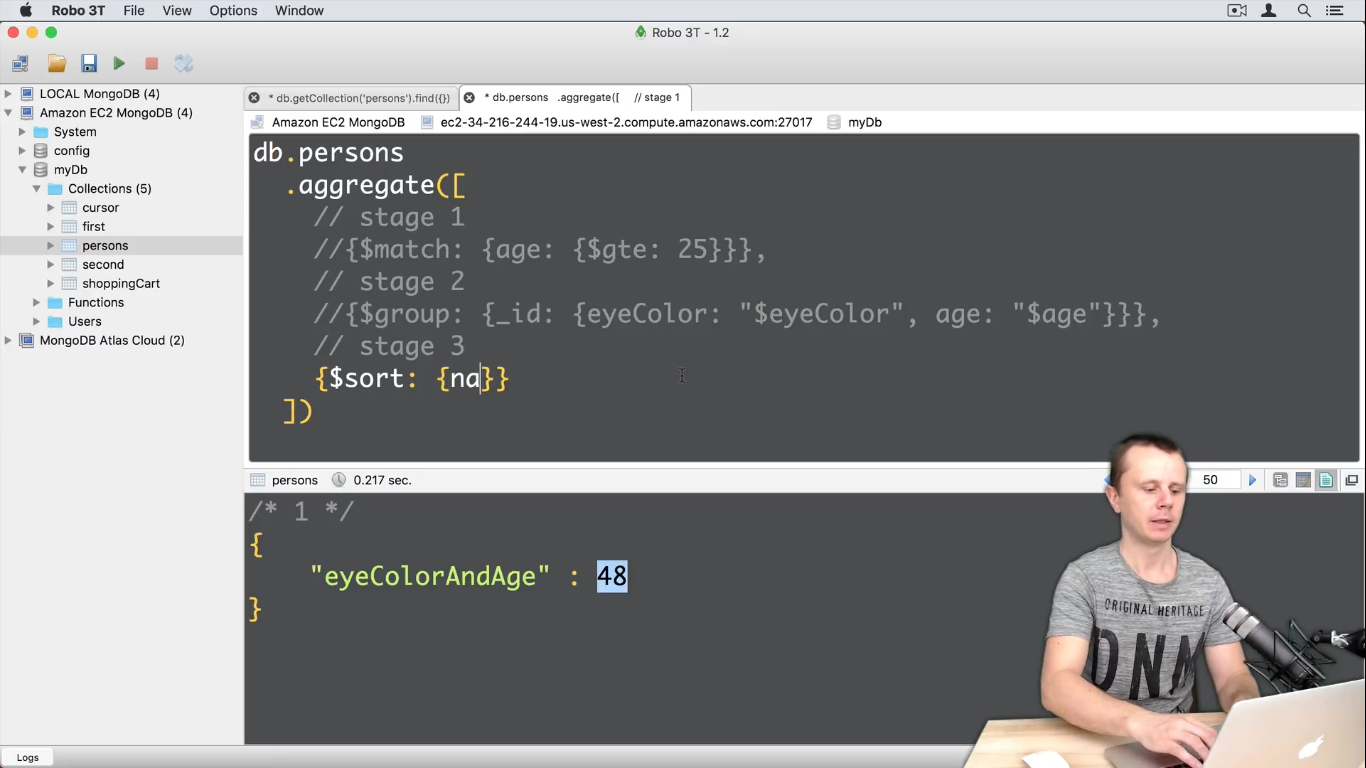 Robo 3T File View Options Window
Robo 3T - 1.2
LOCAL MongoDB (4)
Amazon EC2 MongoDB (4)
System
config
myDb
Collections (5)
cursor
first
persons
second
shoppingCart
Functions
Users
MongoDB Atlas Cloud (2)
* db.getCollection('persons').find({})
* db.persons .aggregate([ // stage 1
Amazon EC2 MongoDB ec2-34-216-244-19.us-west-2.compute.amazonaws.com:27017 myDb
db.persons
.aggregate([
// stage 1
//{$match: {age: {$gte: 25}}},
// stage 2
//{$group: {_id: {eyeColor: "$eyeColor", age: "$age"}}},
// stage 3
{$sort: {na}}
])
persons 0.217 sec. 50
/* 1 */
{
"eyeColorAndAge" : 48
}
ORIGINAL HERITAGE
DNM
Logs